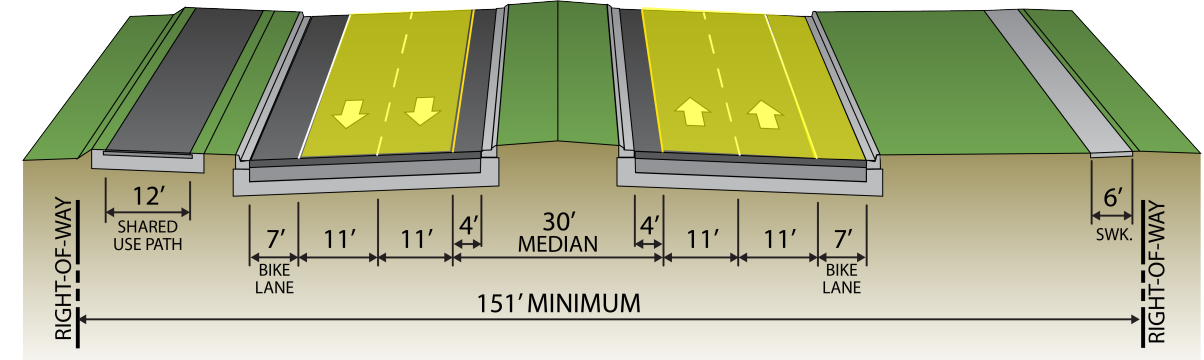 12'
SHARED
USE PATH
7'
BIKE
LANE
11'
11'
4'
30'
MEDIAN
4'
11'
11'
7'
BIKE
LANE
6'
SWK.
RIGHT-OF-WAY
151' MINIMUM
RIGHT-OF-WAY